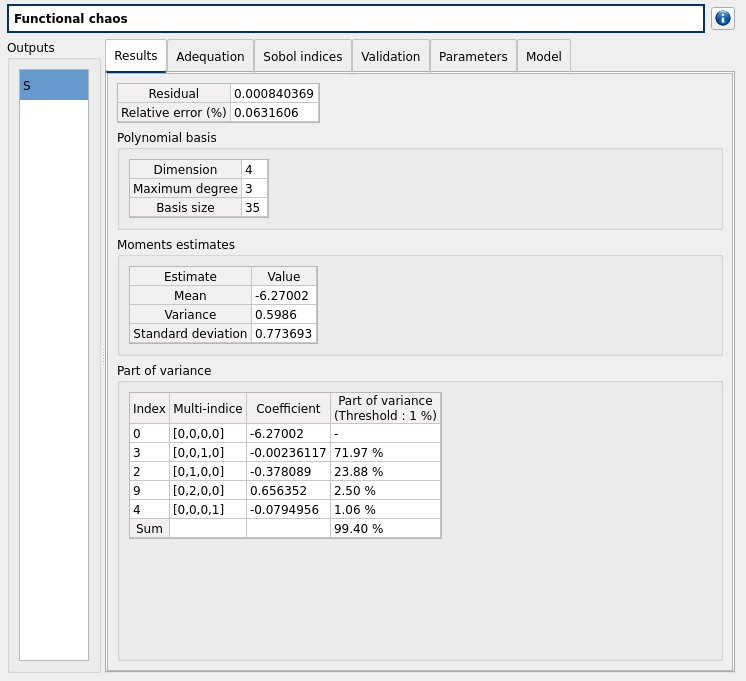 Functional chaos
Outputs
S
Results Adequation Sobol indices Validation Parameters Model
Residual 0.000840369
Relative error (%) 0.0631606
Polynomial basis
Dimension 4
Maximum degree 3
Basis size 35
Moments estimates
Estimate Value
Mean -6.27002
Variance 0.5986
Standard deviation 0.773693
Part of variance
Index Multi-indice Coefficient Part of variance
(Threshold : 1 %)
0 [0,0,0,0] -6.27002 -
3 [0,0,1,0] -0.00236117 71.97 %
2 [0,1,0,0] -0.378089 23.88 %
9 [0,2,0,0] 0.656352 2.50 %
4 [0,0,0,1] -0.0794956 1.06 %
Sum 99.40 %